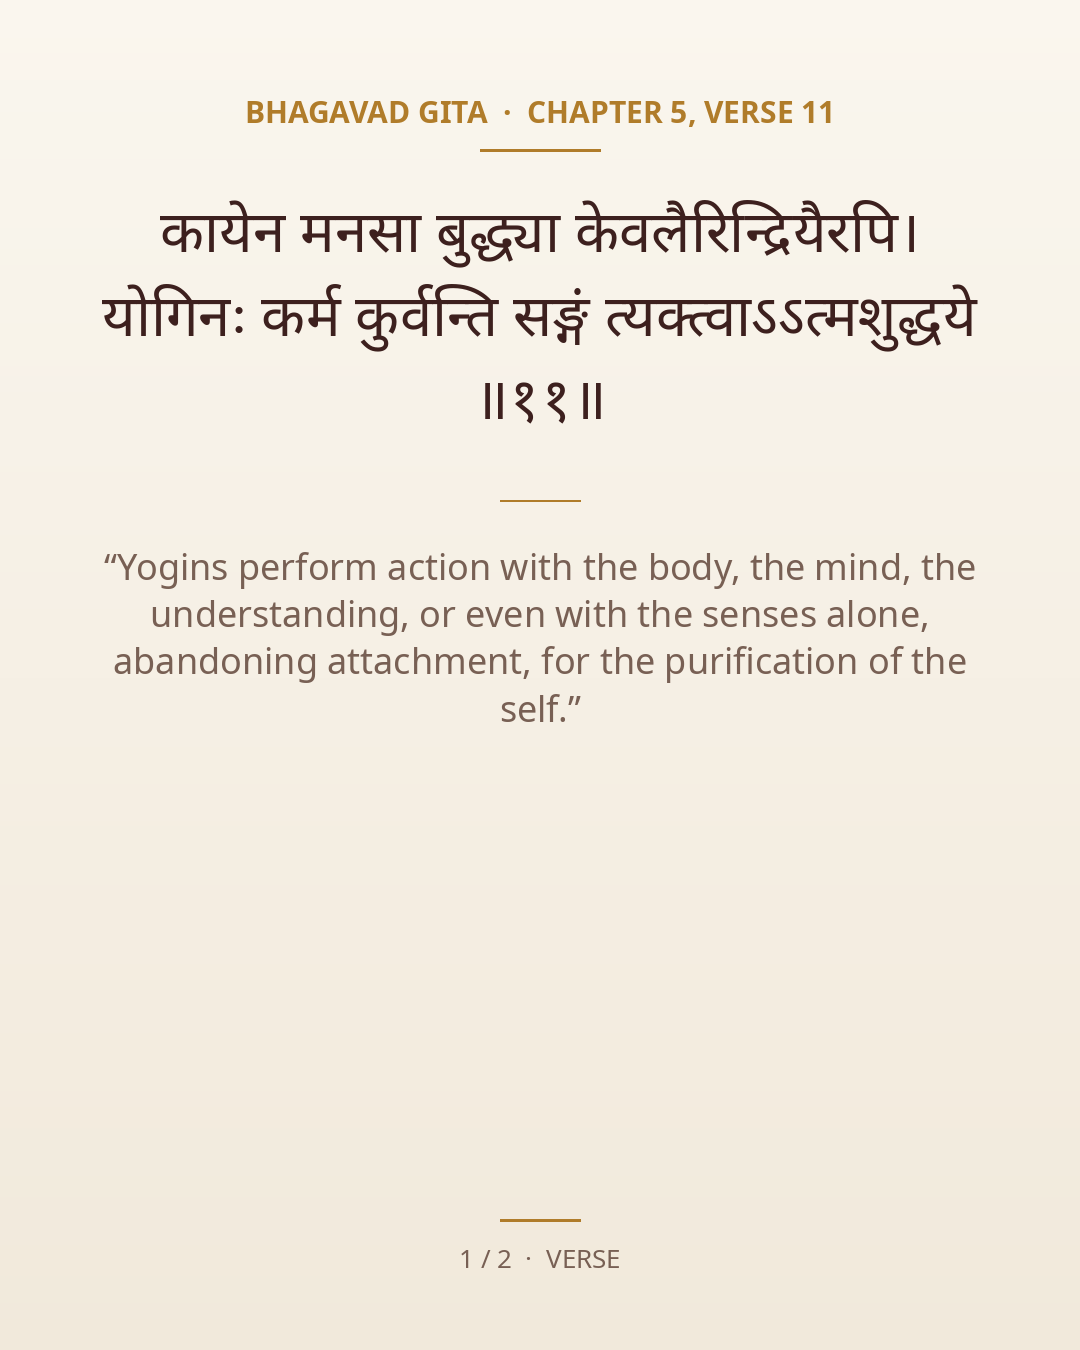 BHAGAVAD GITA · CHAPTER 5, VERSE 11
कायेन मनसा बुद्ध्या केवलैरिन्द्रियैरपि।
योगिनः कर्म कुर्वन्ति सङ्गं त्यक्त्वाऽऽत्मशुद्धये
॥११॥
“Yogins perform action with the body, the mind, the
understanding, or even with the senses alone,
abandoning attachment, for the purification of the
self.”
1 / 2 · VERSE